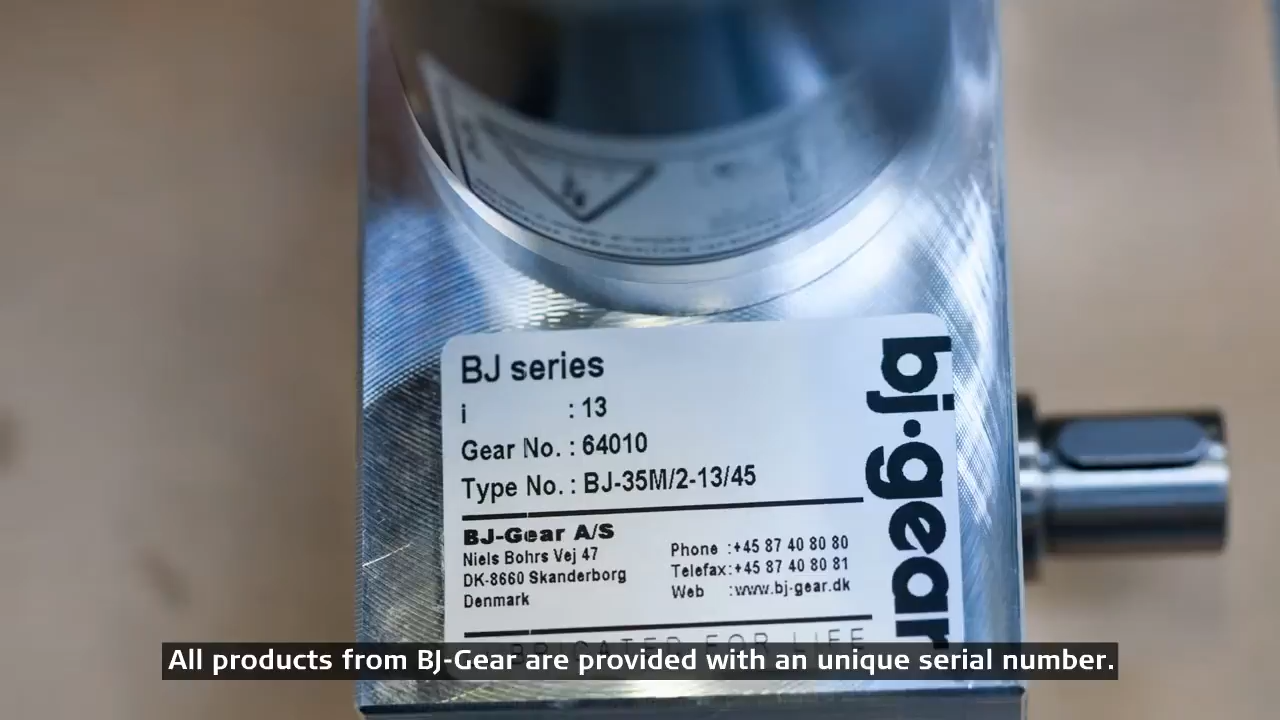 BJ series
i : 13
Gear No. : 64010
Type No. : BJ-35M/2-13/45
BJ-Gear A/S
Niels Bohrs Vej 47
DK-8660 Skanderborg
Denmark
Phone :+45 87 40 80 80
Telefax:+45 87 40 80 81
Web :www.bj-gear.dk
bj·gear
FOR LIFE
All products from BJ-Gear are provided with an unique serial number.